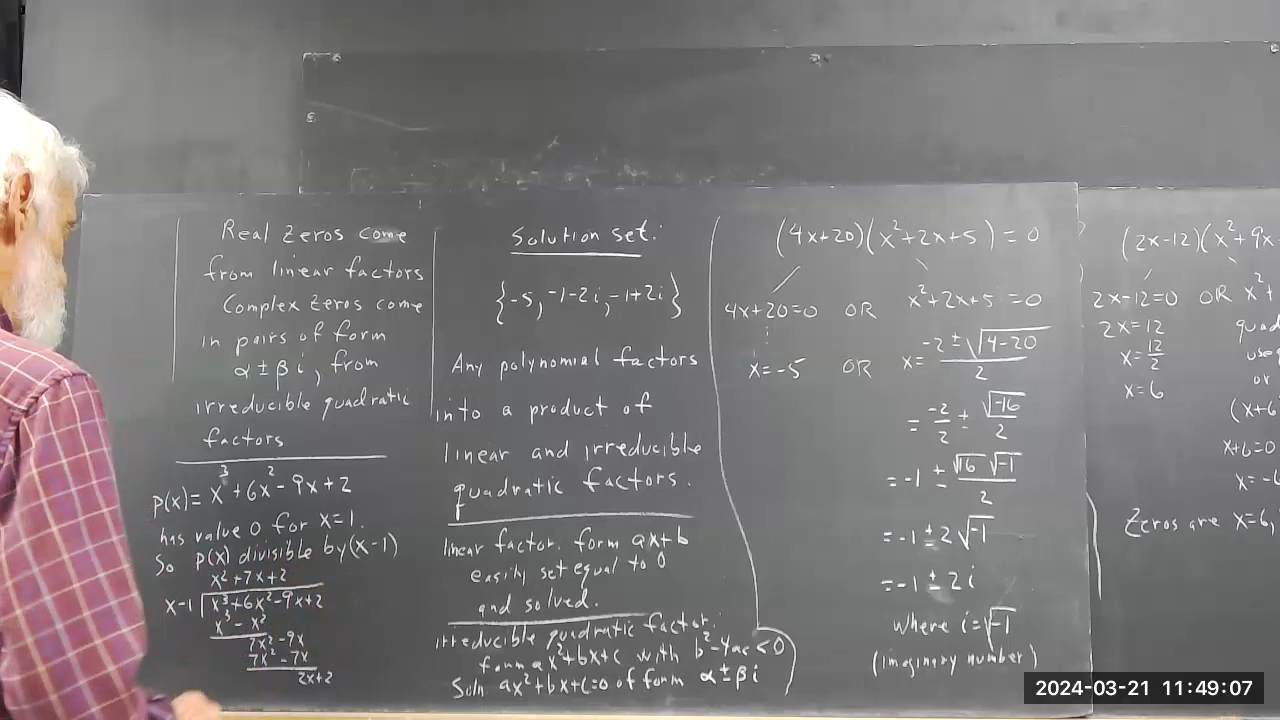 Real Zeros come
from linear factors
Complex Zeros come
in pairs of form
α ± β i, from
irreducible quadratic
factors
p(x) = x³ + 6x² - 9x + 2
has value 0 for x = 1.
So p(x) divisible by (x-1)
x² + 7x + 2
x-1 x³ + 6x² - 9x + 2
x³ - x²
7x² - 9x
7x² - 7x
2x + 2
Solution set:
{-5, -1-2i, -1+2i}
Any polynomial factors
into a product of
linear and irreducible
quadratic factors.
linear factor. form ax+b
easily set equal to 0
and solved.
irreducible quadratic factor.
form ax²+bx+c with b²-4ac < 0
Soln ax²+bx+c=0 of form α ± β i
(4x+20)(x²+2x+5) = 0
4x+20=0 OR x²+2x+5=0
x=-5 OR x= -2 ± √4-20 / 2
= -2/2 ± √-16 / 2
= -1 ± √16 √-1 / 2
= -1 ± 2√-1
= -1 ± 2i
where i = √-1
(imaginary number)
(2x-12)(x²+9x
2x-12=0 OR x²+
2x=12
x=12/2
x=6
use
or
(x+6
x+6=0
x=-6
Zeros are x=6,
2024-03-21 11:49:07